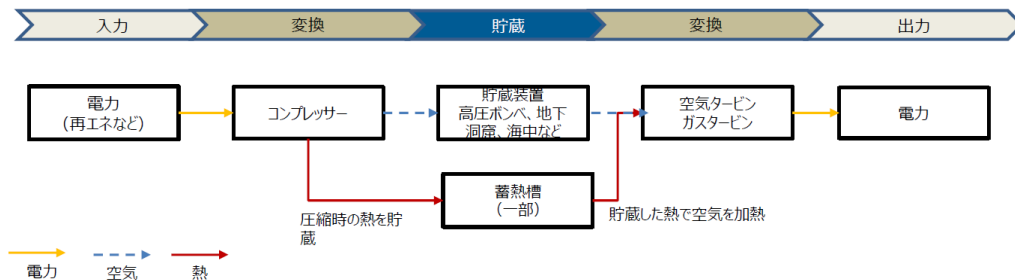 入力
変換
貯蔵
変換
出力
電力
（再エネなど）
コンプレッサー
貯蔵装置
高圧ボンベ、地下
洞窟、海中など
空気タービン
ガスタービン
電力
蓄熱槽
（一部）
圧縮時の熱を貯
蔵
貯蔵した熱で空気を加熱
電力
空気
熱